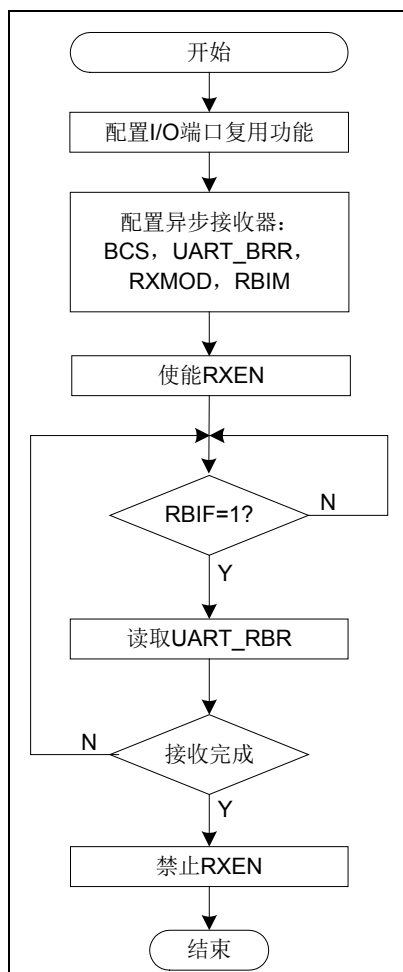 开始
配置I/O端口复用功能
配置异步接收器：
BCS，UART_BRR，
RXMOD，RBIM
使能RXEN
RBIF=1?
N
Y
读取UART_RBR
N
接收完成
Y
禁止RXEN
结束